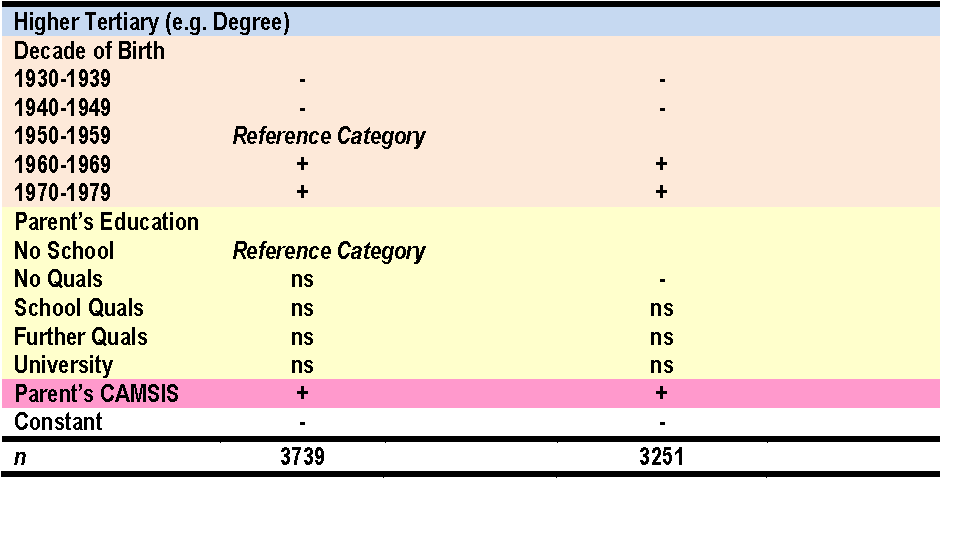 Higher Tertiary (e.g. Degree)
Decade of Birth
1930-1939 - -
1940-1949 - -
1950-1959 Reference Category
1960-1969 + +
1970-1979 + +
Parent’s Education
No School Reference Category
No Quals ns -
School Quals ns ns
Further Quals ns ns
University ns ns
Parent’s CAMSIS + +
Constant - -
n 3739 3251